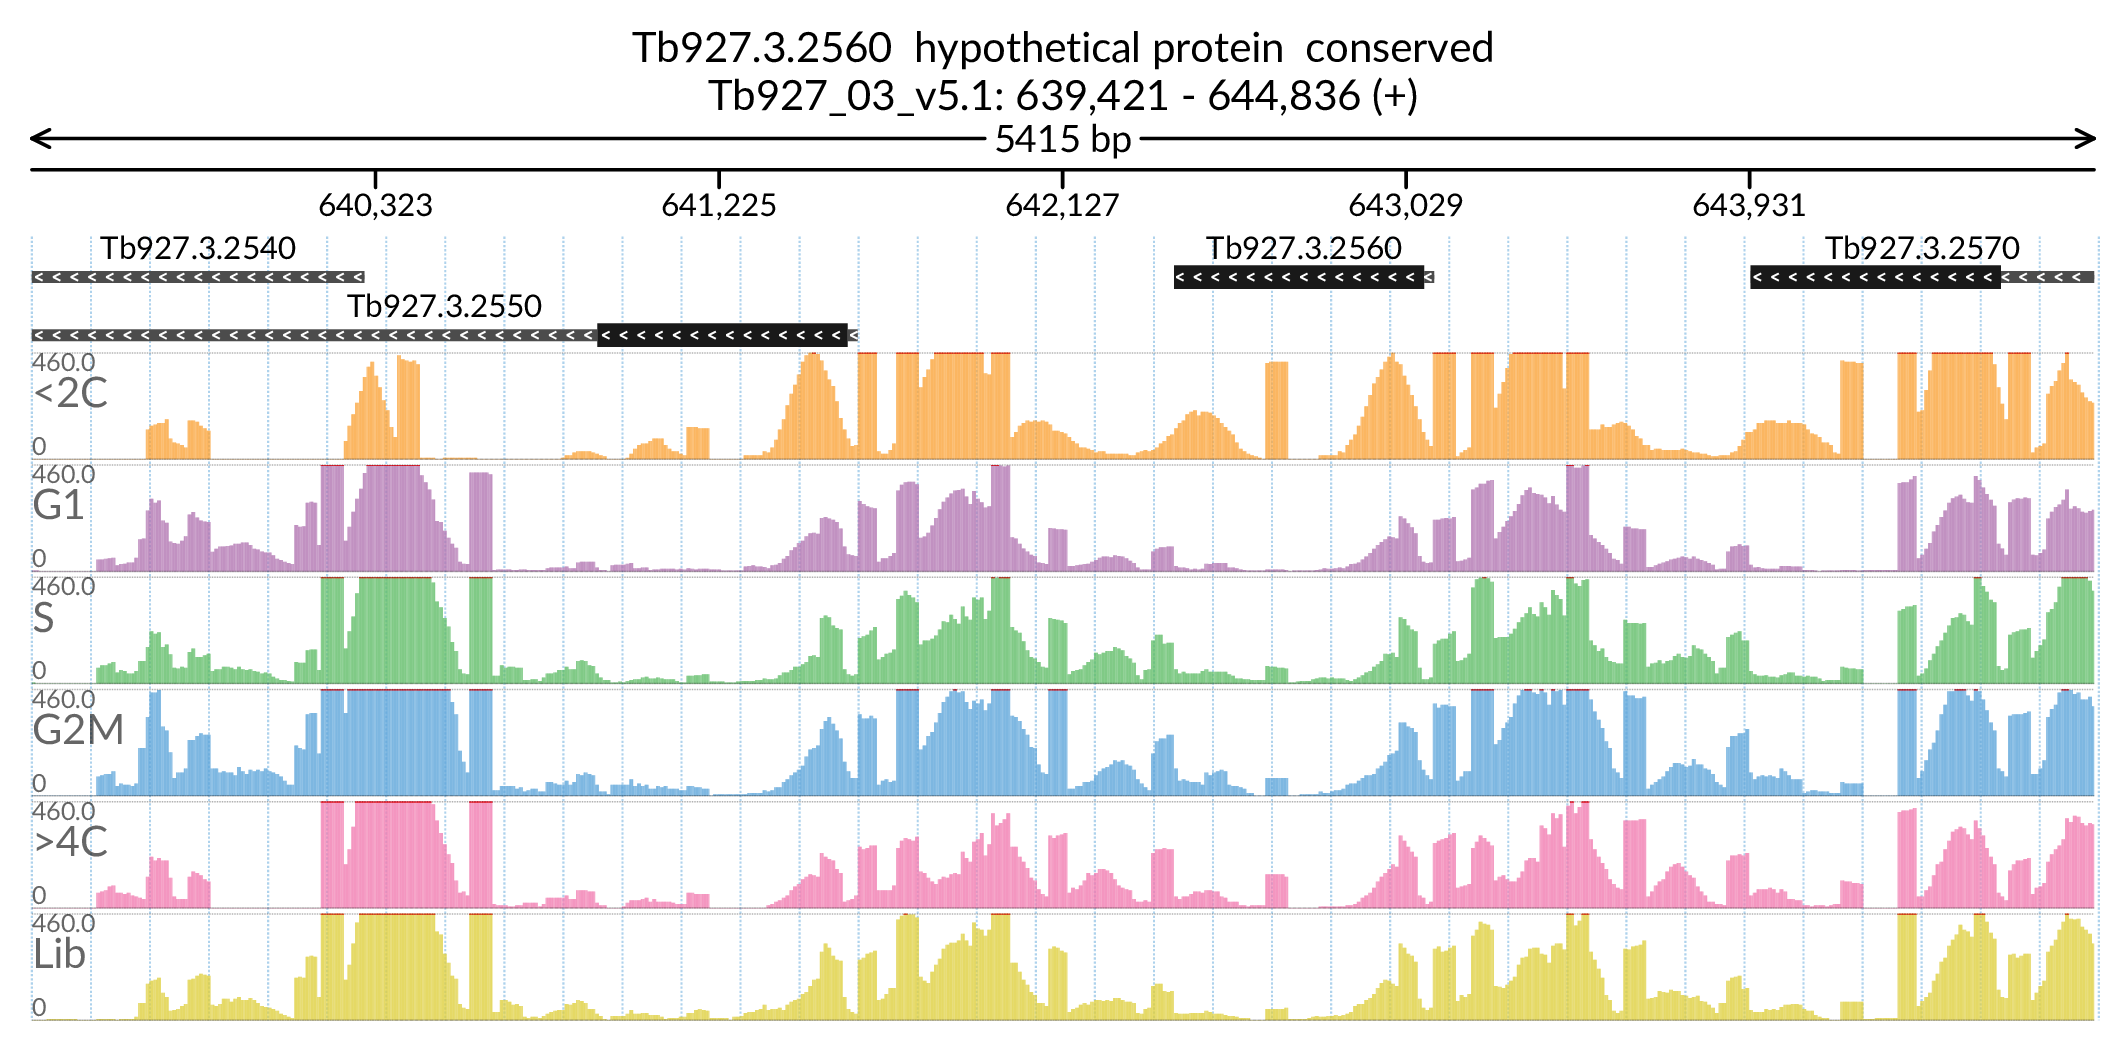 Tb927.3.2560  hypothetical protein  conserved
Tb927_03_v5.1: 639,421 - 644,836 (+)
5415 bp
640,323 641,225 642,127 643,029 643,931
Tb927.3.2540 Tb927.3.2560 Tb927.3.2570
Tb927.3.2550
460.0
<2C
0
460.0
G1
0
460.0
S
0
460.0
G2M
0
460.0
>4C
0
460.0
Lib
0